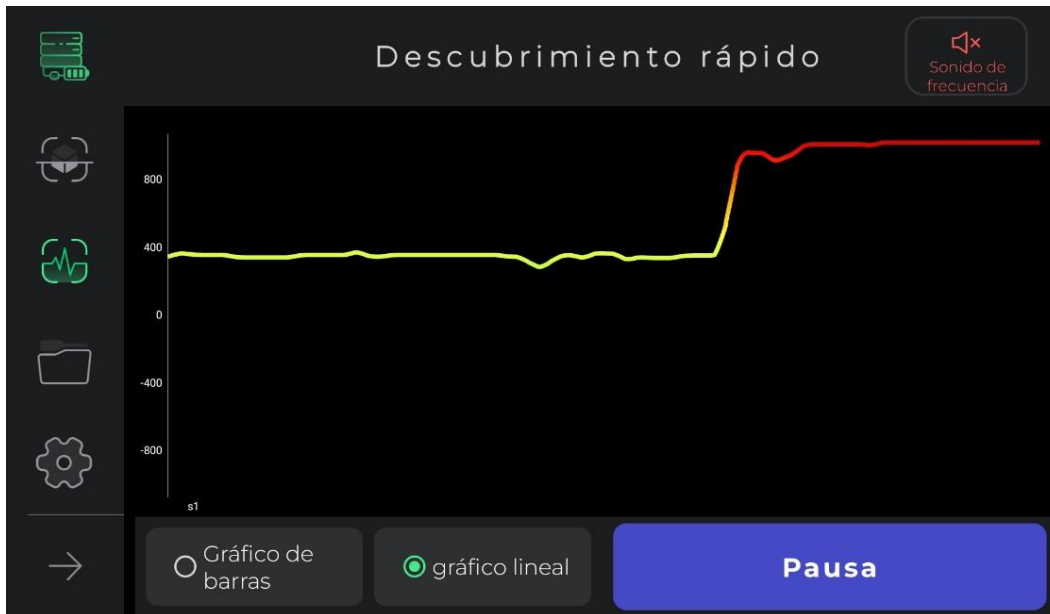 Descubrimiento rápido
Sonido de
frecuencia
800
400
0
-400
-800
s1
Gráfico de
barras
gráfico lineal
Pausa